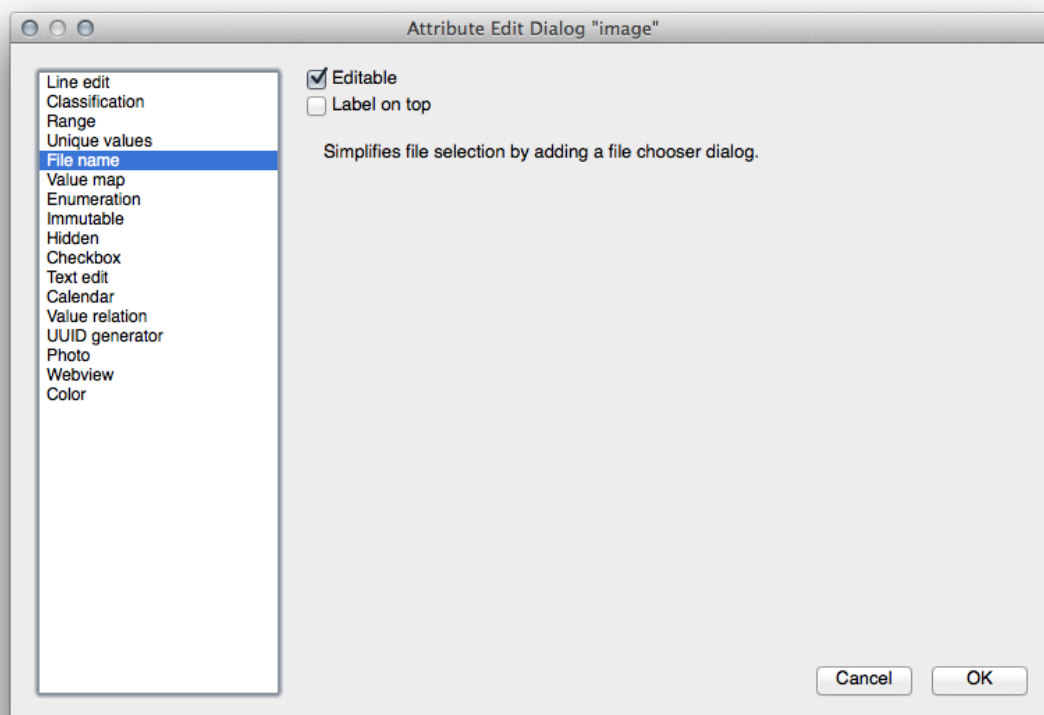 Attribute Edit Dialog "image"
Line edit
Classification
Range
Unique values
File name
Value map
Enumeration
Immutable
Hidden
Checkbox
Text edit
Calendar
Value relation
UUID generator
Photo
Webview
Color
Editable
Label on top
Simplifies file selection by adding a file chooser dialog.
Cancel
OK